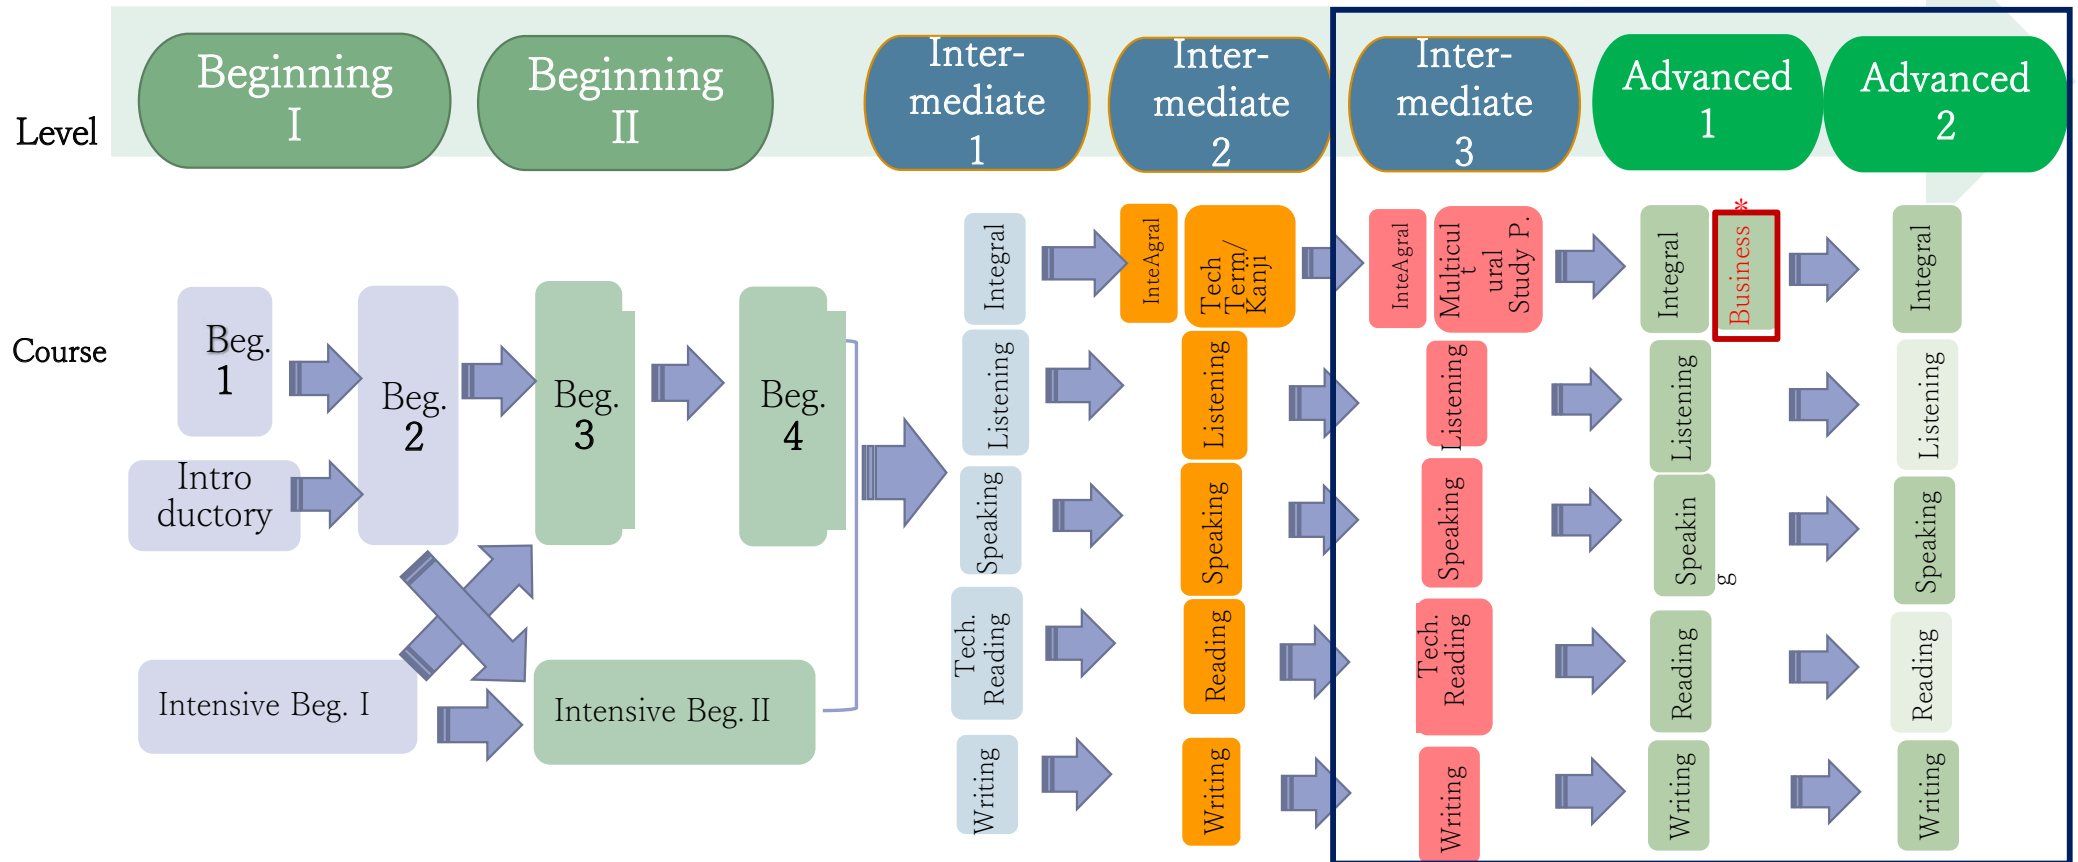 Level
Beginning
I
Beginning
II
Inter-
mediate
1
Inter-
mediate
2
Inter-
mediate
3
Advanced
1
Advanced
2
Course
Beg.
1
Intro
ductory
Beg.
2
Beg.
3
Beg.
4
Intensive Beg. I
Intensive Beg. II
Integral
Listening
Speaking
Tech.
Reading
Writing
InteAgral
Tech
Term/
Kanji
Listening
Speaking
Reading
Writing
InteAgral
Multicul
t
ural
Study P.
Listening
Speaking
Tech.
Reading
Writing
Integral
Business*
Listening
Speakin
g
Reading
Writing
Integral
Listening
Speaking
Reading
Writing